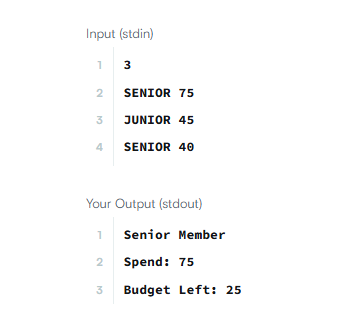 Input (stdin)
1 3
2 SENIOR 75
3 JUNIOR 45
4 SENIOR 40
Your Output (stdout)
1 Senior Member
2 Spend: 75
3 Budget Left: 25